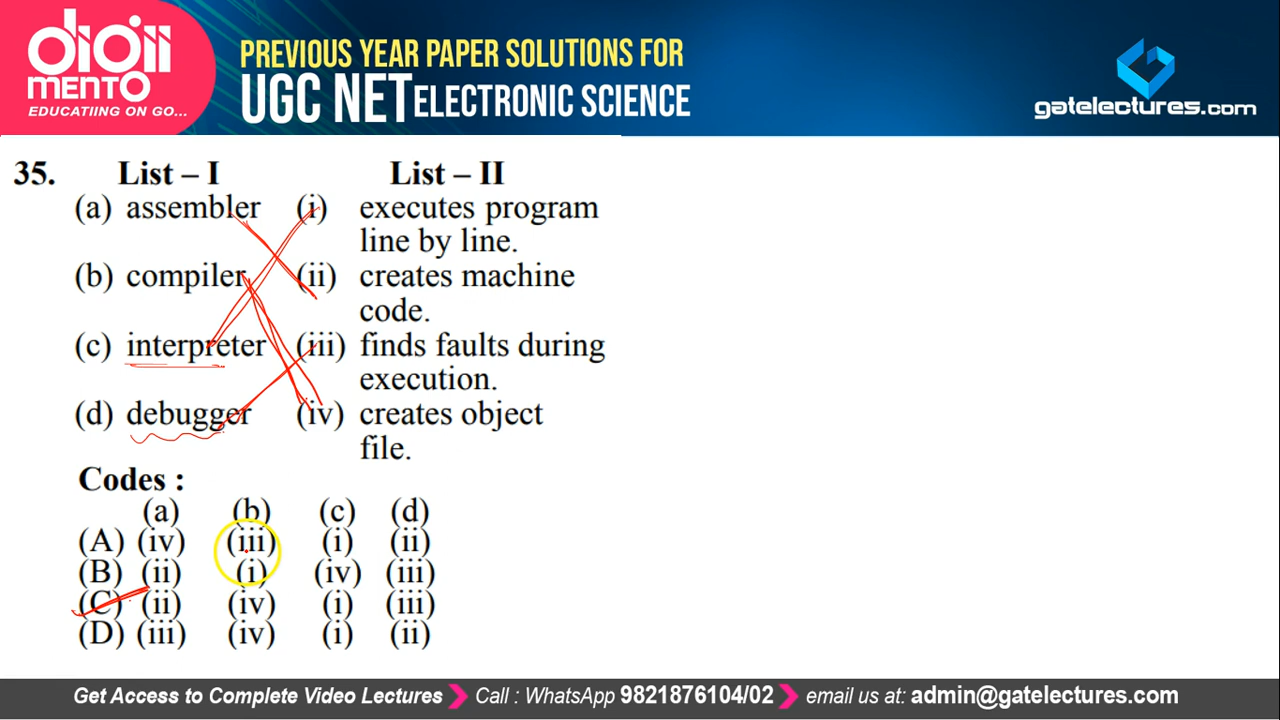 digii
MENTO
EDUCATIING ON GO...
PREVIOUS YEAR PAPER SOLUTIONS FOR
UGC NET ELECTRONIC SCIENCE
gatelectures.com
35. List – I List – II
(a) assembler (i) executes program
line by line.
(b) compiler (ii) creates machine
code.
(c) interpreter (iii) finds faults during
execution.
(d) debugger (iv) creates object
file.
Codes :
(a) (b) (c) (d)
(A) (iv) (iii) (i) (ii)
(B) (ii) (i) (iv) (iii)
(C) (ii) (iv) (i) (iii)
(D) (iii) (iv) (i) (ii)
Get Access to Complete Video Lectures Call : WhatsApp 9821876104/02 email us at: admin@gatelectures.com